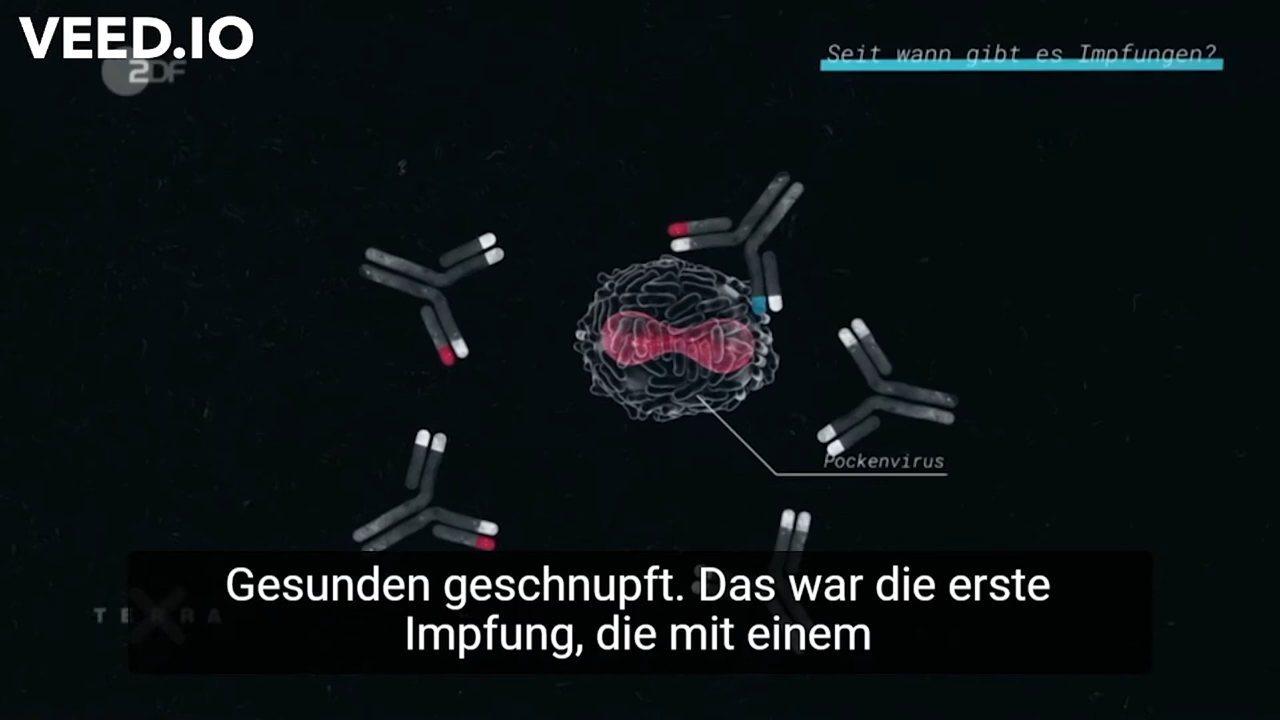 VEED.IO
ZDF
Seit wann gibt es Impfungen?
Pockenvirus
Gesunden geschnupft. Das war die erste
Impfung, die mit einem
TERRA X